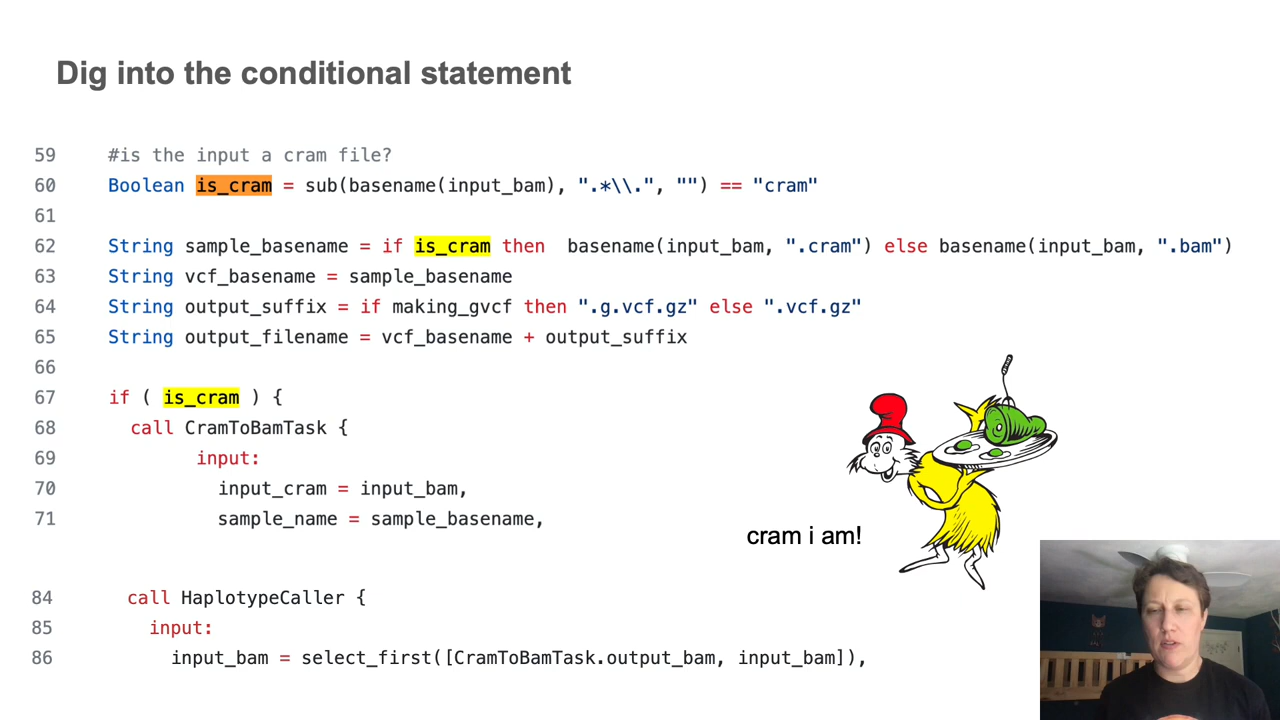 Dig into the conditional statement
59 #is the input a cram file?
60 Boolean is_cram = sub(basename(input_bam), ".*\\.", "") == "cram"
61
62 String sample_basename = if is_cram then  basename(input_bam, ".cram") else basename(input_bam, ".bam")
63 String vcf_basename = sample_basename
64 String output_suffix = if making_gvcf then ".g.vcf.gz" else ".vcf.gz"
65 String output_filename = vcf_basename + output_suffix
66
67 if ( is_cram ) {
68 call CramToBamTask {
69 input:
70 input_cram = input_bam,
71 sample_name = sample_basename,
cram i am!
84 call HaplotypeCaller {
85 input:
86 input_bam = select_first([CramToBamTask.output_bam, input_bam]),